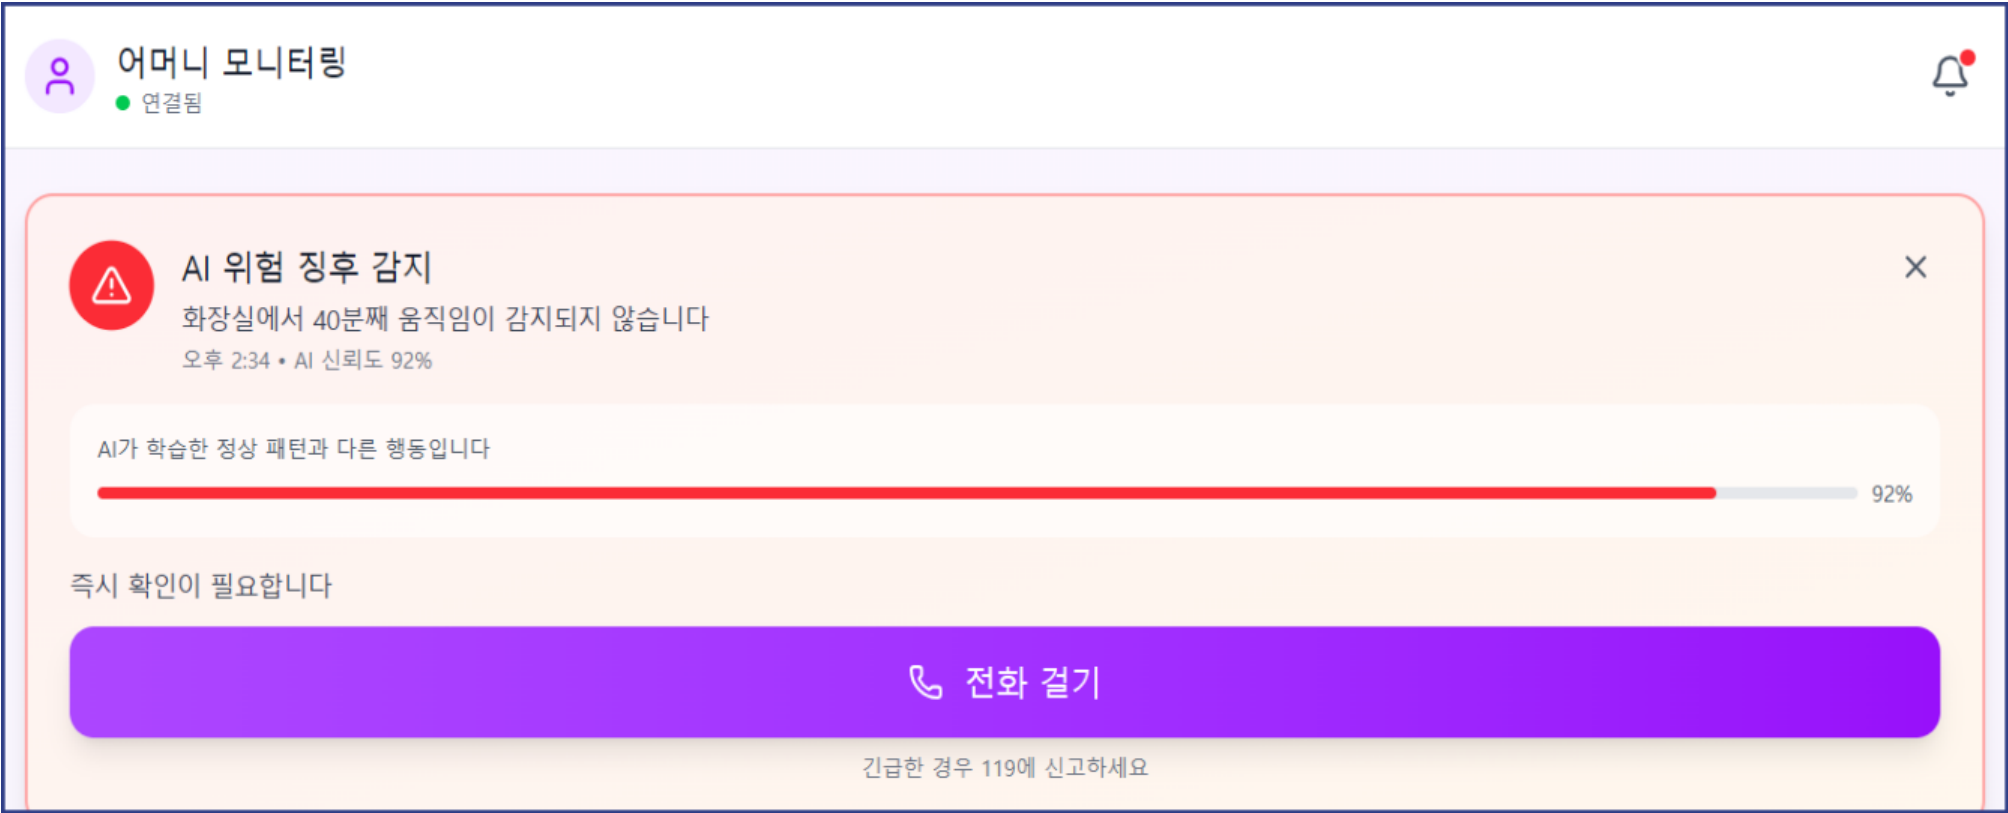 어머니 모니터링
연결됨
AI 위험 징후 감지
화장실에서 40분째 움직임이 감지되지 않습니다
오후 2:34 • AI 신뢰도 92%
AI가 학습한 정상 패턴과 다른 행동입니다
92%
즉시 확인이 필요합니다
전화 걸기
긴급한 경우 119에 신고하세요